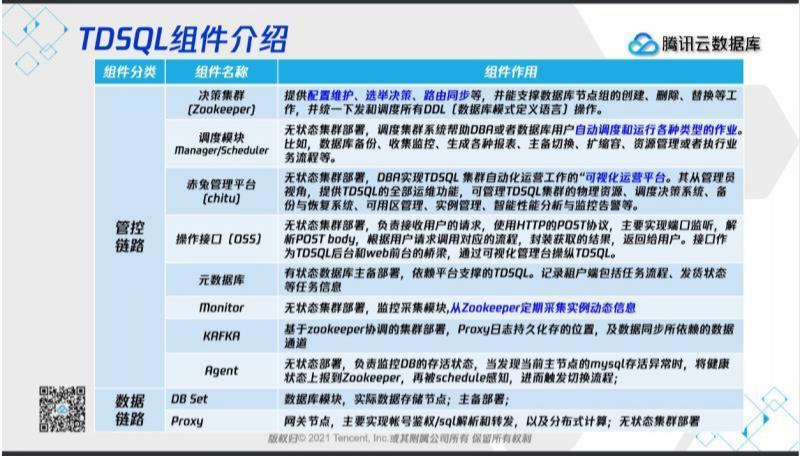 TDSQL组件介绍
腾讯云数据库
组件分类
组件名称
组件作用
管控
链路
决策集群
(Zookeeper)
提供配置维护、选举决策、路由同步等，并能支撑数据库节点组的创建、删除、替换等工
作，并统一下发和调度所有DDL（数据库模式定义语言）操作。
调度模块
Manager/Scheduler
无状态集群部署，调度集群系统帮助DBA或者数据库用户自动调度和运行各种类型的作业。
比如，数据库备份、收集监控、生成各种报表、主备切换、扩缩容、资源管理或者执行业
务流程等。
赤兔管理平台
(chitu)
无状态集群部署，DBA实现TDSQL 集群自动化运营工作的“可视化运营平台。其从管理员
视角，提供TDSQL的全部运维功能，可管理TDSQL集群的物理资源、调度决策系统、备
份与恢复系统、可用区管理、实例管理、智能性能分析与监控告警等。
操作接口（OSS）
无状态集群部署，负责接收用户的请求，使用HTTP的POST协议，主要实现端口监听，解
析POST body，根据用户请求调用对应的流程，封装获取的结果，返回给用户。接口作
为TDSQL后台和web前台的桥梁，通过可视化管理台操纵TDSQL。
元数据库
有状态数据库主备部署，依赖平台支撑的TDSQL。记录租户端包括任务流程、发货状态
等任务信息
Monitor
无状态集群部署，监控采集模块,从Zookeeper定期采集实例动态信息
KAFKA
基于zookeeper协调的集群部署，Proxy日志持久化存的位置，及数据同步所依赖的数据
通道
Agent
无状态部署，负责监控DB的存活状态，当发现当前主节点的mysql存活异常时，将健康
状态上报到Zookeeper，再被schedule感知，进而触发切换流程；
数据
链路
DB Set
数据库模块，实际数据存储节点；主备部署；
Proxy
网关节点，主要实现帐号鉴权/sql解析和转发，以及分布式计算；无状态集群部署
版权归© 2021 Tencent, Inc.或其附属公司所有 保留所有权利